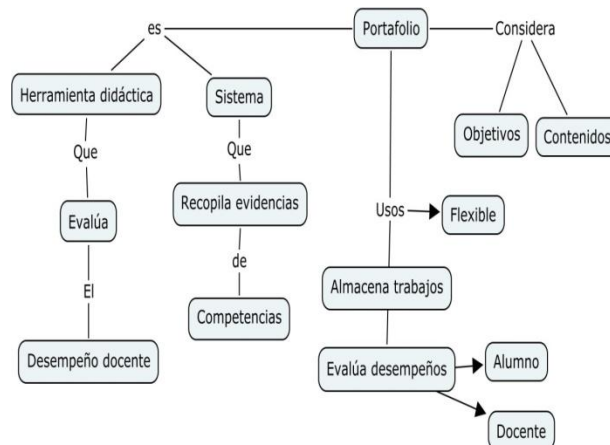 es
Portafolio
Considera
Herramienta didáctica
Sistema
Objetivos
Contenidos
Que
Que
Recopila evidencias
Usos
Flexible
Evalúa
de
El
Almacena trabajos
Competencias
Desempeño docente
Evalúa desempeños
Alumno
Docente